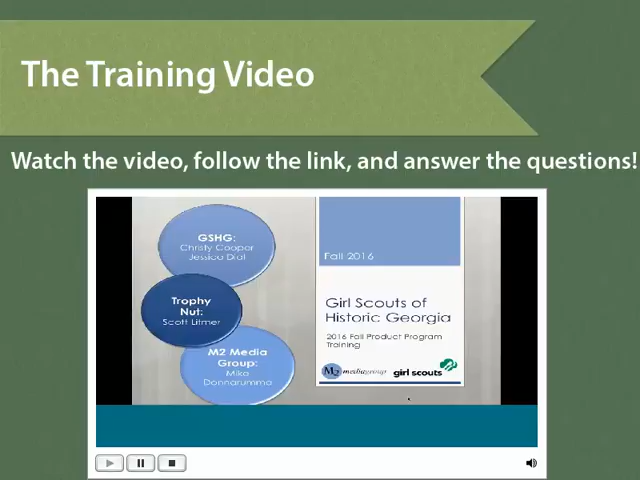 The Training Video
Watch the video, follow the link, and answer the questions!
GSHG:
Christy Cooper
Jessica Dial
Trophy
Nut:
Scott Litmer
M2 Media
Group:
Mike
Donnarumma
Fall 2016
Girl Scouts of
Historic Georgia
2016 Fall Product Program
Training
M2 mediagroup
girl scouts